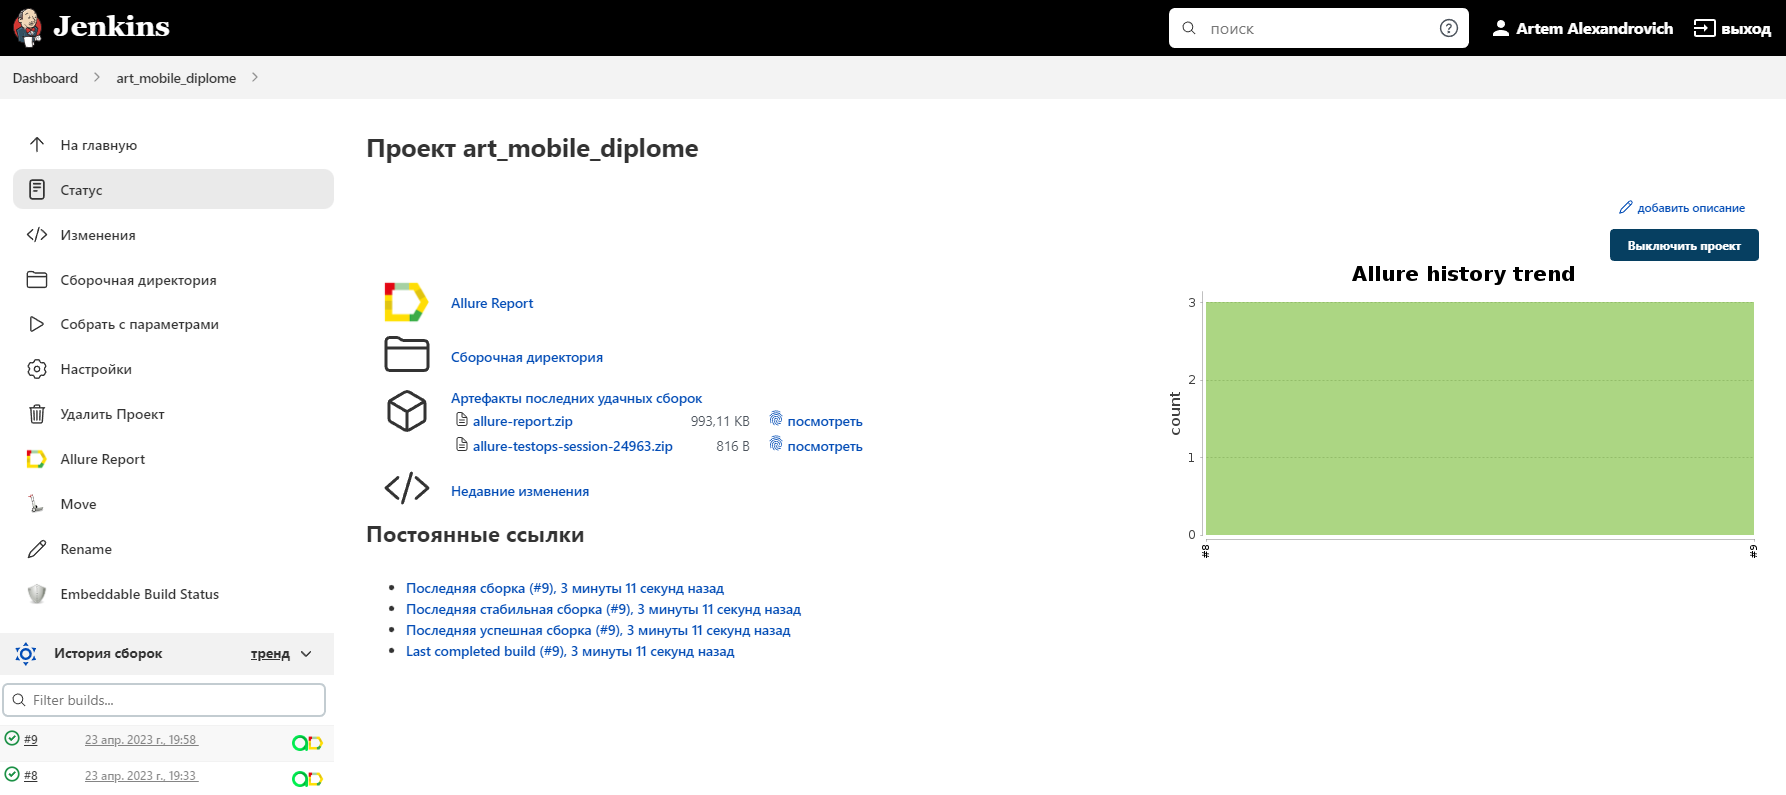 Jenkins
поиск
Artem Alexandrovich
выход
Dashboard
art_mobile_diplome
На главную
Статус
Изменения
Сборочная директория
Собрать с параметрами
Настройки
Удалить Проект
Allure Report
Move
Rename
Embeddable Build Status
История сборок
тренд
Filter builds...
#9 23 апр. 2023 г., 19:58
#8 23 апр. 2023 г., 19:33
Проект art_mobile_diplome
добавить описание
Выключить проект
Allure Report
Сборочная директория
Артефакты последних удачных сборок
allure-report.zip 993,11 KB посмотреть
allure-testops-session-24963.zip 816 B посмотреть
Недавние изменения
Постоянные ссылки
Последняя сборка (#9), 3 минуты 11 секунд назад
Последняя стабильная сборка (#9), 3 минуты 11 секунд назад
Последняя успешная сборка (#9), 3 минуты 11 секунд назад
Last completed build (#9), 3 минуты 11 секунд назад
Allure history trend
count
3
2
1
0
#8
#9